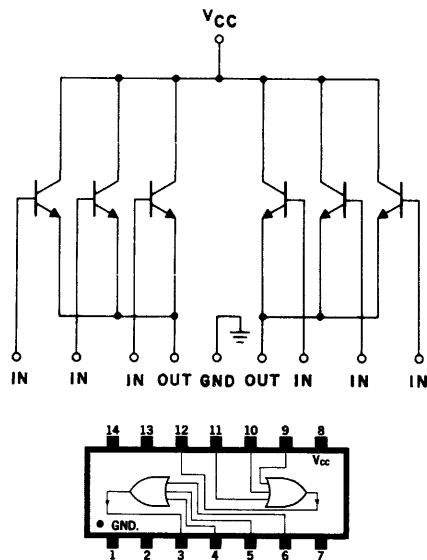 VCC
IN IN IN OUT GND OUT IN IN IN
14 13 12 11 10 9 8
VCC
GND.
1 2 3 4 5 6 7